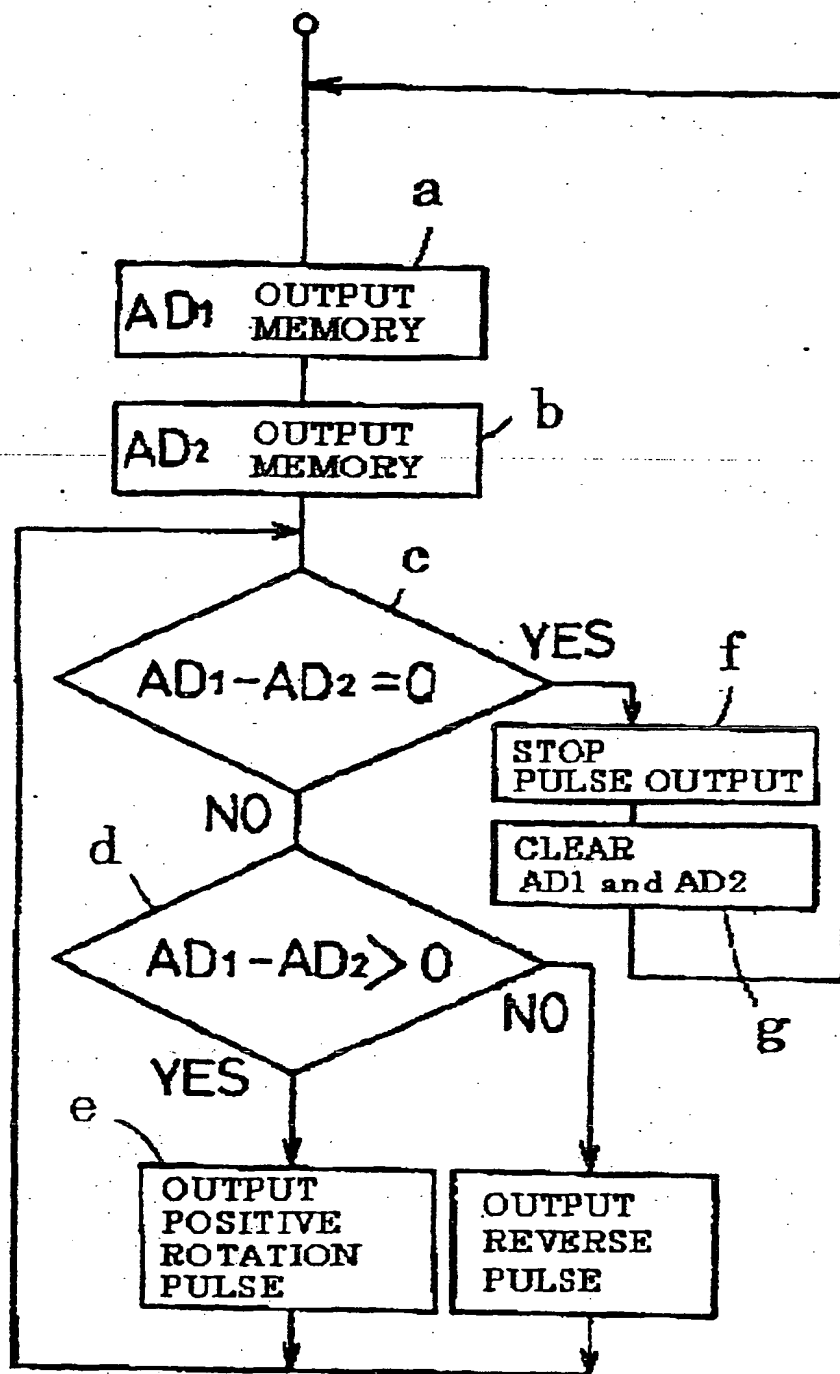 a
AD1 OUTPUT
MEMORY
b
AD2 OUTPUT
MEMORY
c
AD1-AD2=0
YES
NO
f
STOP
PULSE OUTPUT
CLEAR
AD1 and AD2
g
d
AD1-AD2>0
NO
YES
e
OUTPUT
POSITIVE
ROTATION
PULSE
OUTPUT
REVERSE
PULSE